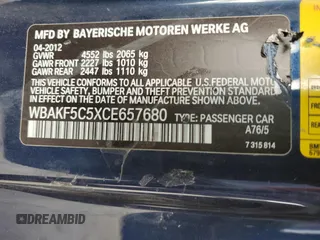 MFD BY BAYERISCHE MOTOREN WERKE AG
04-2012
GVWR 4552 lbs 2065 kg
GAWR FRONT 2227 lbs 1010 kg
GAWR REAR 2447 lbs 1110 kg
THIS VEHICLE CONFORMS TO ALL APPLICABLE FEDERAL
SAFETY, BUMPER AND THEFT PREVENTION STANDARDS IN
EFFECT ON THE DATE OF MANUFACTURE SHOWN ABOVE.
WBAKF5C5XCE657680 TYPE: PASSENGER CAR
A76/5
7 315 814
DREAMBID